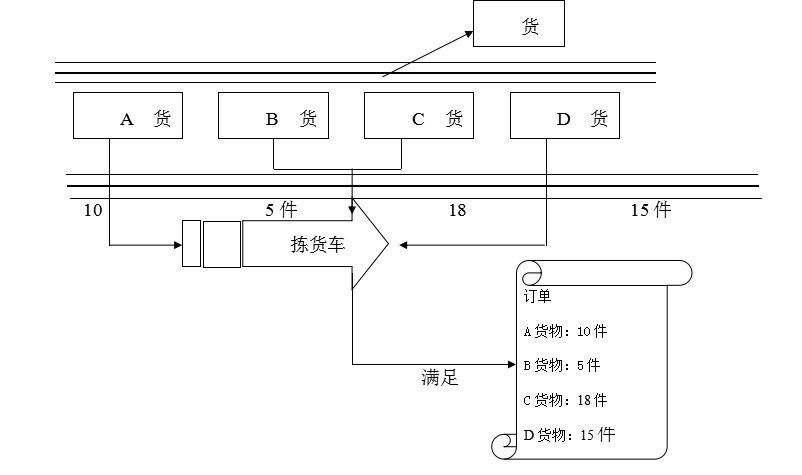 货
A 货
B 货
C 货
D 货
10
5 件
18
15 件
拣货车
满足
订单
A 货物：10 件
B 货物：5 件
C 货物：18 件
D 货物：15 件